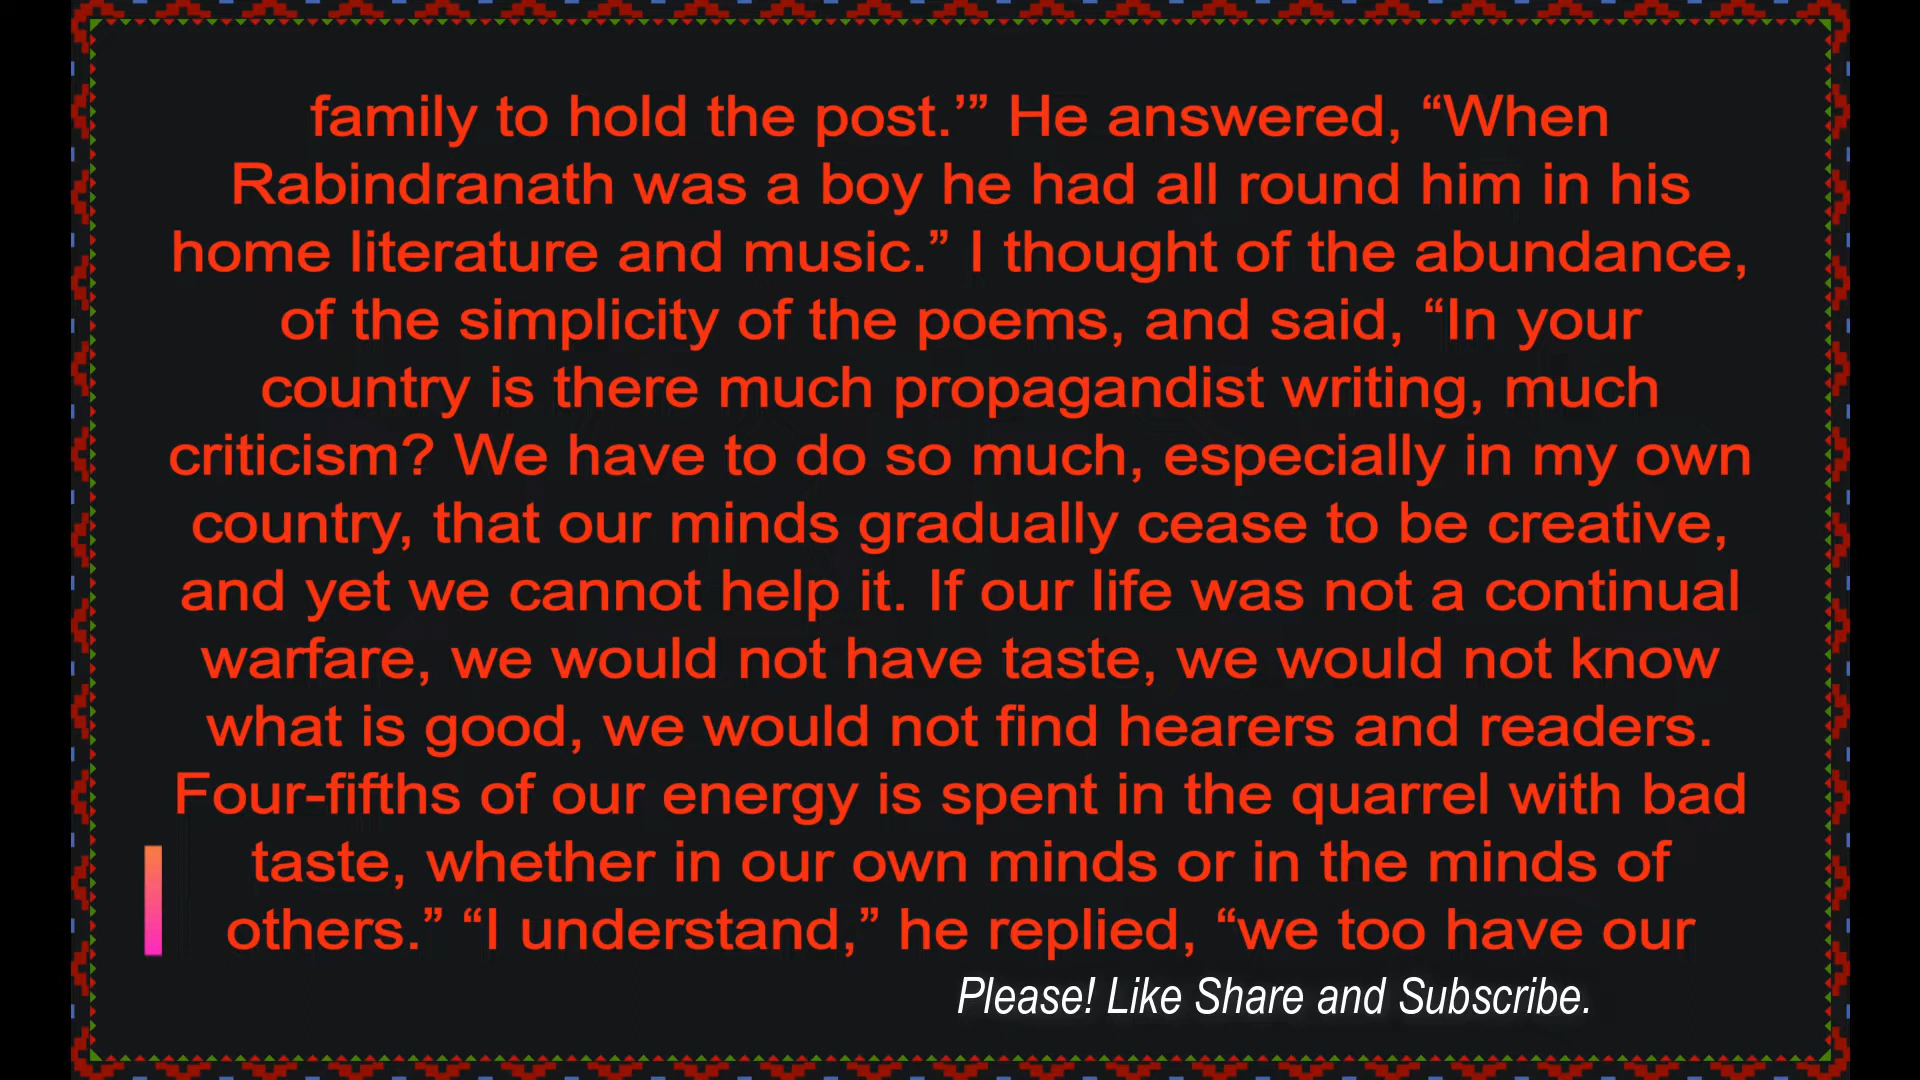 family to hold the post.’” He answered, “When
Rabindranath was a boy he had all round him in his
home literature and music.” I thought of the abundance,
of the simplicity of the poems, and said, “In your
country is there much propagandist writing, much
criticism? We have to do so much, especially in my own
country, that our minds gradually cease to be creative,
and yet we cannot help it. If our life was not a continual
warfare, we would not have taste, we would not know
what is good, we would not find hearers and readers.
Four-fifths of our energy is spent in the quarrel with bad
taste, whether in our own minds or in the minds of
others.” “I understand,” he replied, “we too have our
Please! Like Share and Subscribe.